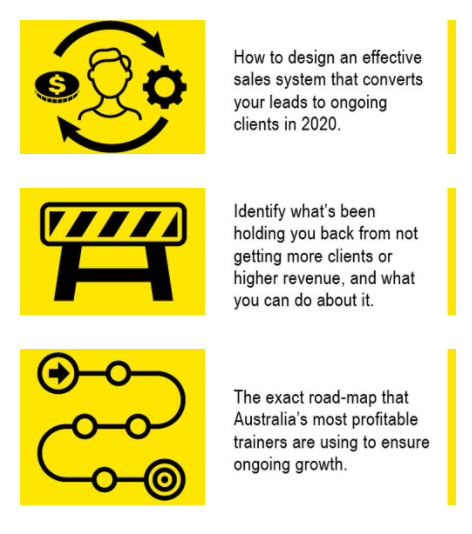 How to design an effective
sales system that converts
your leads to ongoing
clients in 2020.
Identify what's been
holding you back from not
getting more clients or
higher revenue, and what
you can do about it.
The exact road-map that
Australia's most profitable
trainers are using to ensure
ongoing growth.